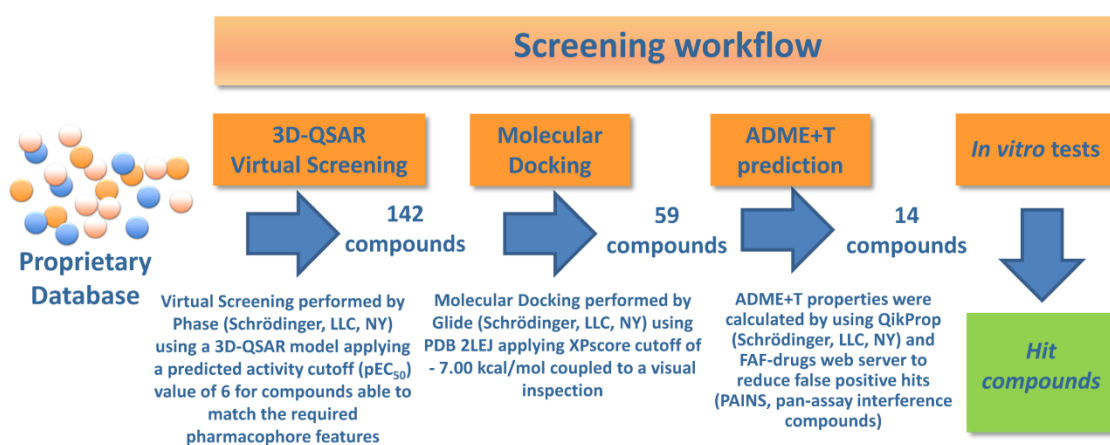 Screening workflow
3D-QSAR
Virtual Screening
Molecular
Docking
ADME+T
prediction
In vitro tests
142
compounds
59
compounds
14
compounds
Proprietary
Database
Virtual Screening performed by
Phase (Schrödinger, LLC, NY)
using a 3D-QSAR model applying
a predicted activity cutoff (pEC₅₀)
value of 6 for compounds able to
match the required
pharmacophore features
Molecular Docking performed by
Glide (Schrödinger, LLC, NY) using
PDB 2LEJ applying XPscore cutoff of
- 7.00 kcal/mol coupled to a visual
inspection
ADME+T properties were
calculated by using QikProp
(Schrödinger, LLC, NY) and
FAF-drugs web server to
reduce false positive hits
(PAINS, pan-assay interference
compounds)
Hit
compounds